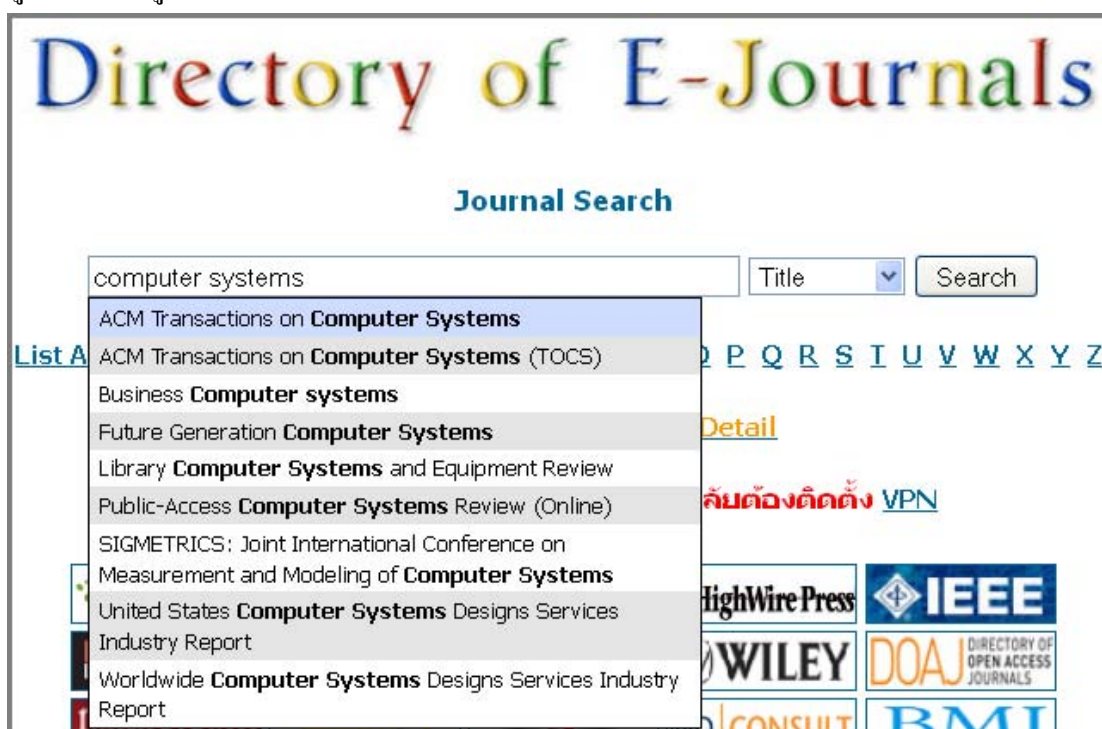 Directory of E-Journals
Journal Search
computer systems Title Search
ACM Transactions on Computer Systems
List A P Q R S T U V W X Y Z
ACM Transactions on Computer Systems (TOCS)
Business Computer systems
Future Generation Computer Systems
Detail
Library Computer Systems and Equipment Review
Public-Access Computer Systems Review (Online)
ลัยต้องติดตั้ง VPN
SIGMETRICS: Joint International Conference on
Measurement and Modeling of Computer Systems
HighWire Press IEEE
United States Computer Systems Designs Services
Industry Report
WILEY DOAJ DIRECTORY OF
OPEN ACCESS
JOURNALS
Worldwide Computer Systems Designs Services Industry
Report
CONSULT BMJ